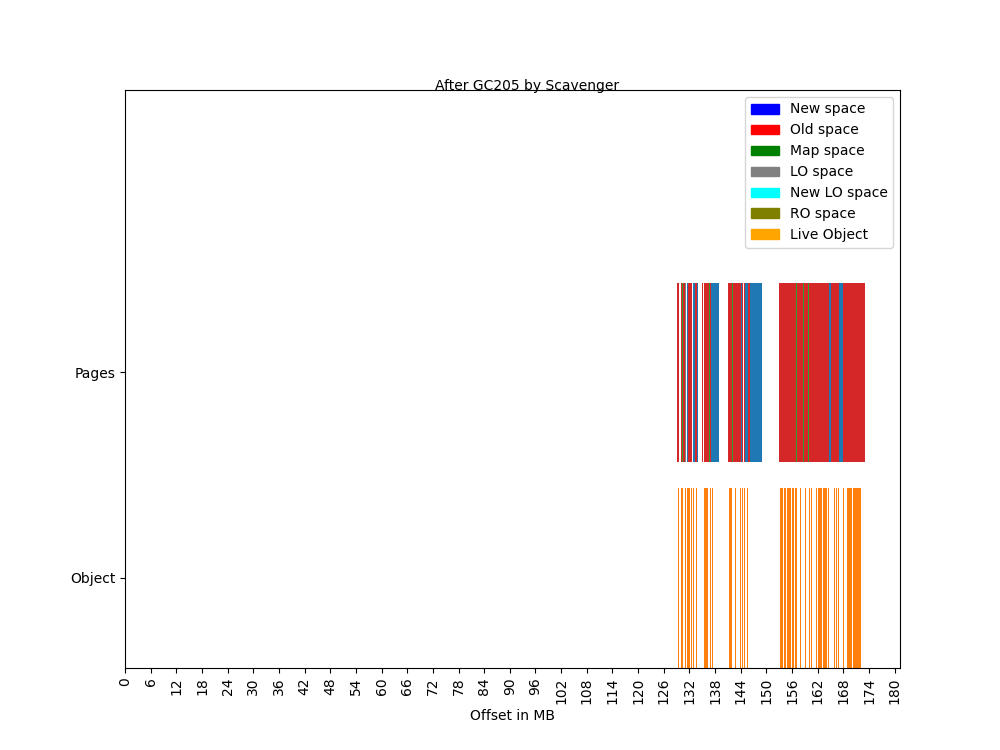 After GC205 by Scavenger
New space
Old space
Map space
LO space
New LO space
RO space
Live Object
Pages
Object
0 6 12 18 24 30 36 42 48 54 60 66 72 78 84 90 96 102 108 114 120 126 132 138 144 150 156 162 168 174 180
Offset in MB